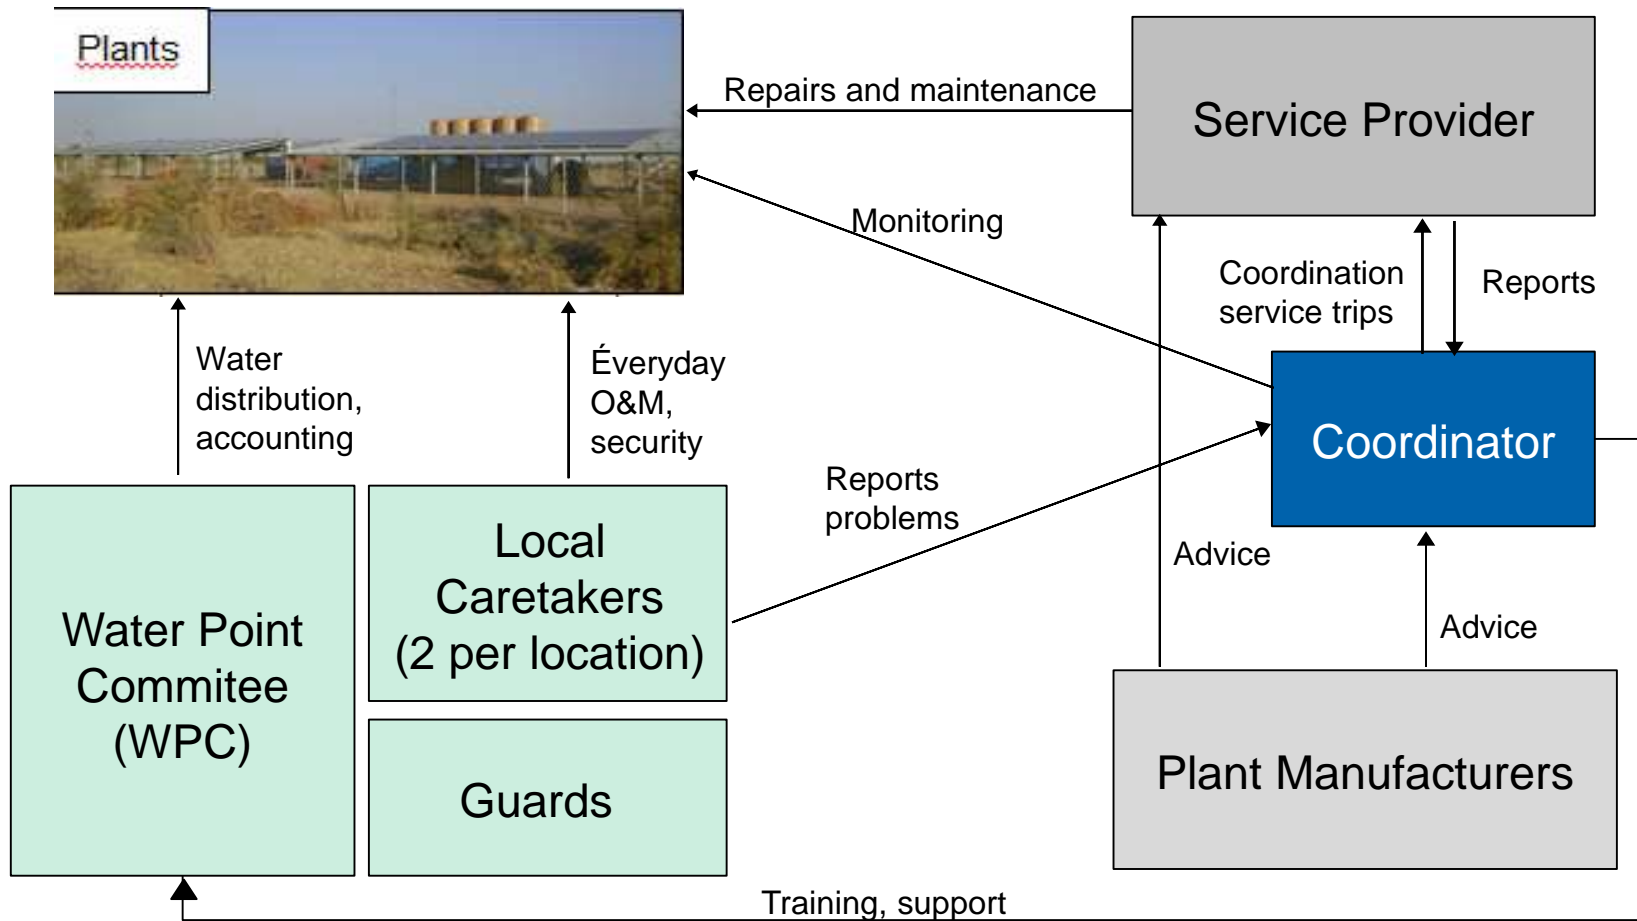 Plants
Repairs and maintenance
Service Provider
Monitoring
Coordination
service trips
Reports
Water
distribution,
accounting
Éveryday
O&M,
security
Coordinator
Reports
problems
Local
Caretakers
(2 per location)
Water Point
Commitee
(WPC)
Advice
Advice
Guards
Plant Manufacturers
Training, support